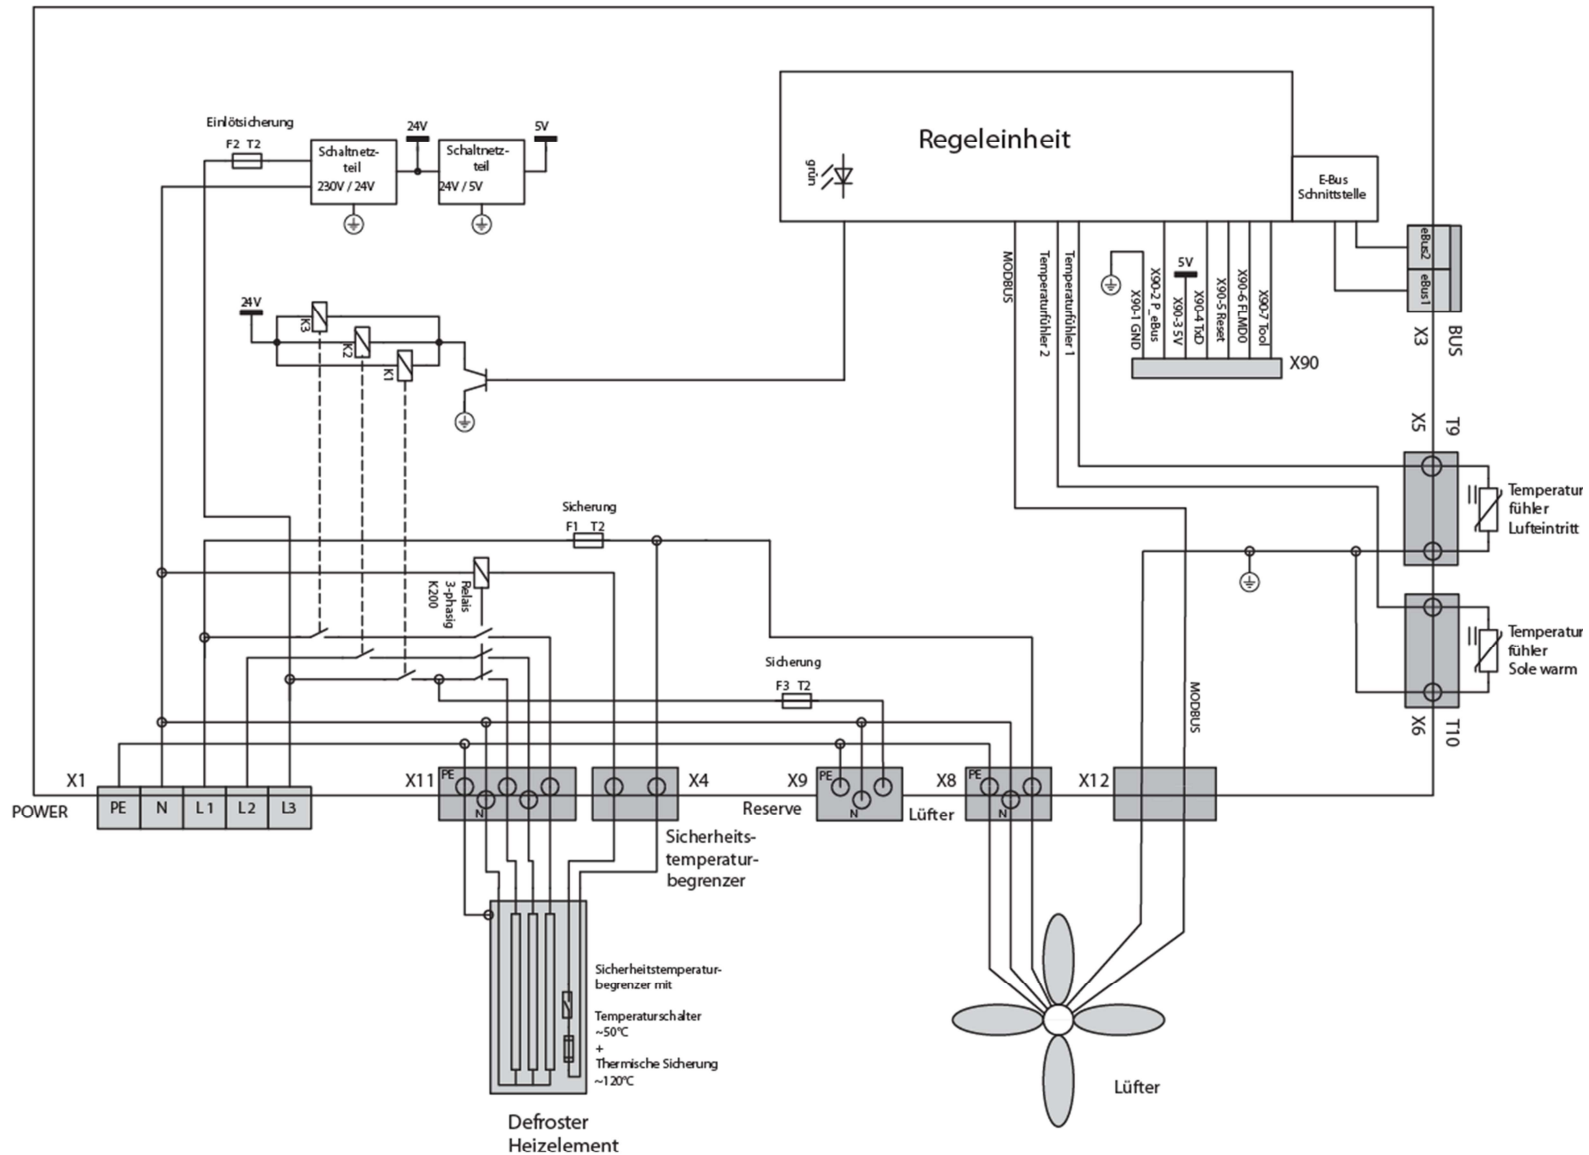 Regeleinheit
grün
E-Bus
Schnittstelle
Einlötsicherung
F2 T2
Schaltnetz-
teil
230V / 24V
24V
Schaltnetz-
teil
24V / 5V
5V
eBus2
eBus1
X3
BUS
MODBUS
Temperaturfühler 2
Temperaturfühler 1
X90-1 GND
X90-2 P_eBus
5V
X90-3 5V
X90-4 TxD
X90-5 Reset
X90-6 FLMD0
X90-7 Tool
X90
24V
K3
K2
K1
X5
T9
Temperatur
fühler
Lufteintritt
Sicherung
F1 T2
Relais
3-phasig
K200
Temperatur
fühler
Sole warm
Sicherung
F3 T2
MODBUS
X6
T10
X1
POWER
PE
N
L1
L2
L3
X11
PE
N
X4
Sicherheits-
temperatur-
begrenzer
X9
Reserve
PE
N
X8
Lüfter
PE
N
X12
Sicherheitstemperatur-
begrenzer mit
Temperaturschalter
~50°C
+
Thermische Sicherung
~120°C
Defroster
Heizelement
Lüfter